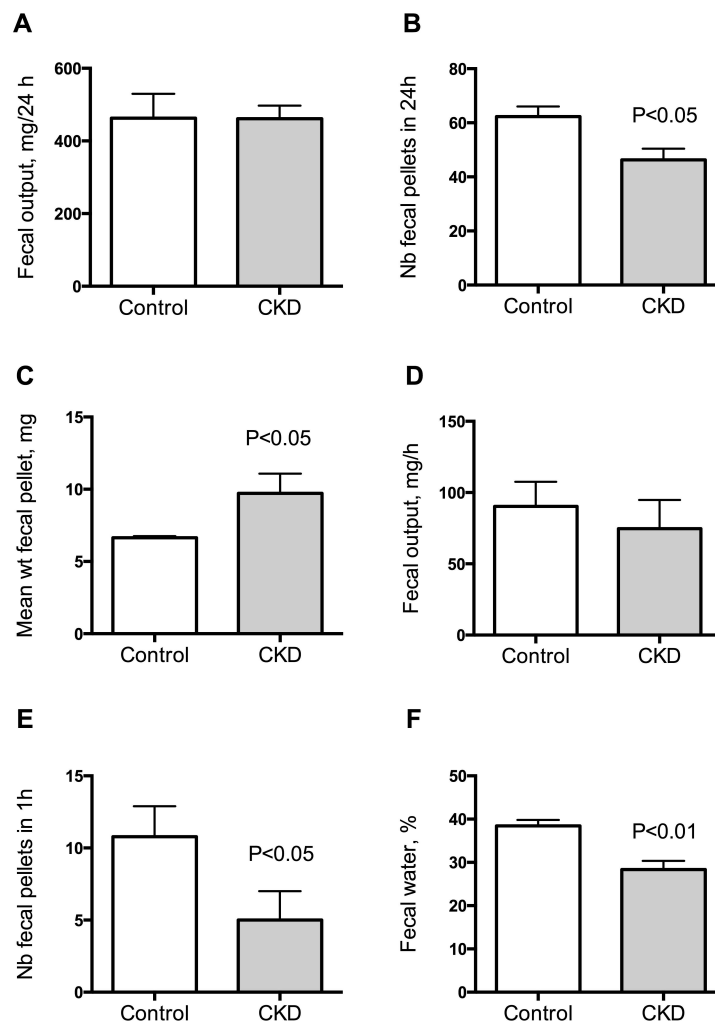 A
Fecal output, mg/24 h
600
400
200
0
Control
CKD
B
Nb fecal pellets in 24h
80
60
40
20
0
P<0.05
Control
CKD
C
Mean wt fecal pellet, mg
15
10
5
0
P<0.05
Control
CKD
D
Fecal output, mg/h
150
100
50
0
Control
CKD
E
Nb fecal pellets in 1h
15
10
5
0
P<0.05
Control
CKD
F
Fecal water, %
50
40
30
20
10
0
P<0.01
Control
CKD